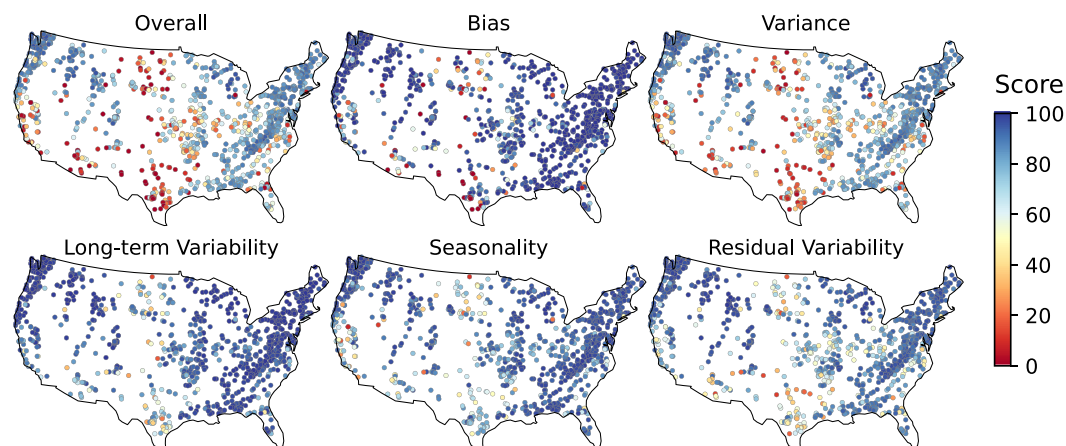 Overall
Bias
Variance
Long-term Variability
Seasonality
Residual Variability
Score
100
80
60
40
20
0